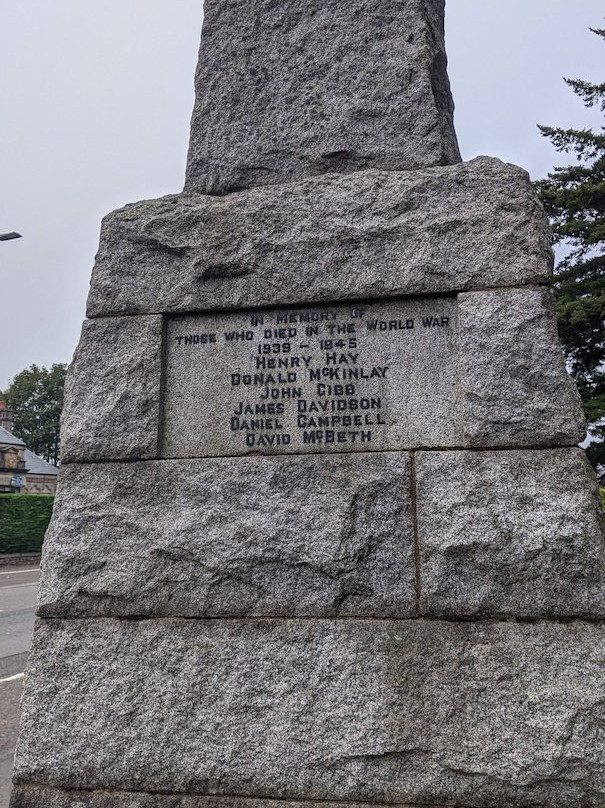 IN MEMORY OF
THOSE WHO DIED IN THE WORLD WAR
1939 - 1945
HENRY HAY
DONALD McKINLAY
JOHN GIBB
JAMES DAVIDSON
DANIEL CAMPBELL
DAVID McBETH